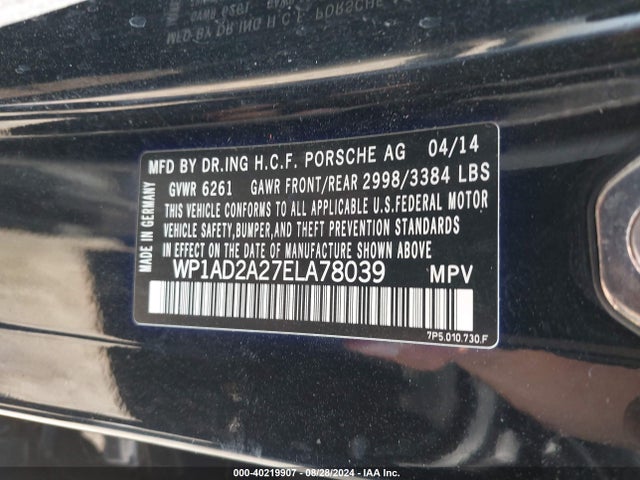 MFD BY DR.ING H.C.F. PORSCHE AG 04/14
GVWR 6261 GAWR FRONT/REAR 2998/3384 LBS
THIS VEHICLE CONFORMS TO ALL APPLICABLE U.S.FEDERAL MOTOR
VEHICLE SAFETY,BUMPER,AND THEFT PREVENTION STANDARDS
IN EFFECT ON THE DATE OF MANUFACTURE SHOWN ABOVE
MADE IN GERMANY
WP1AD2A27ELA78039 MPV
7P5.010.730.F
000-40219907 - 08/28/2024 - IAA Inc.